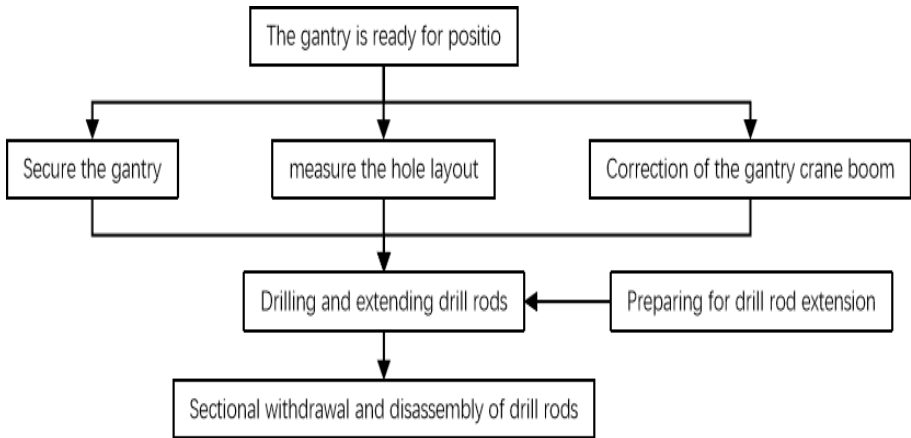 The gantry is ready for positio
Secure the gantry
measure the hole layout
Correction of the gantry crane boom
Drilling and extending drill rods
Preparing for drill rod extension
Sectional withdrawal and disassembly of drill rods